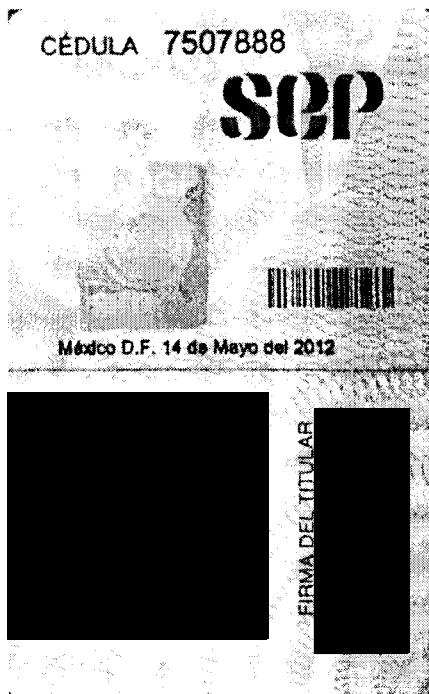 CÉDULA 7507888
SEP
México D.F. 14 de Mayo del 2012
FIRMA DEL TITULAR